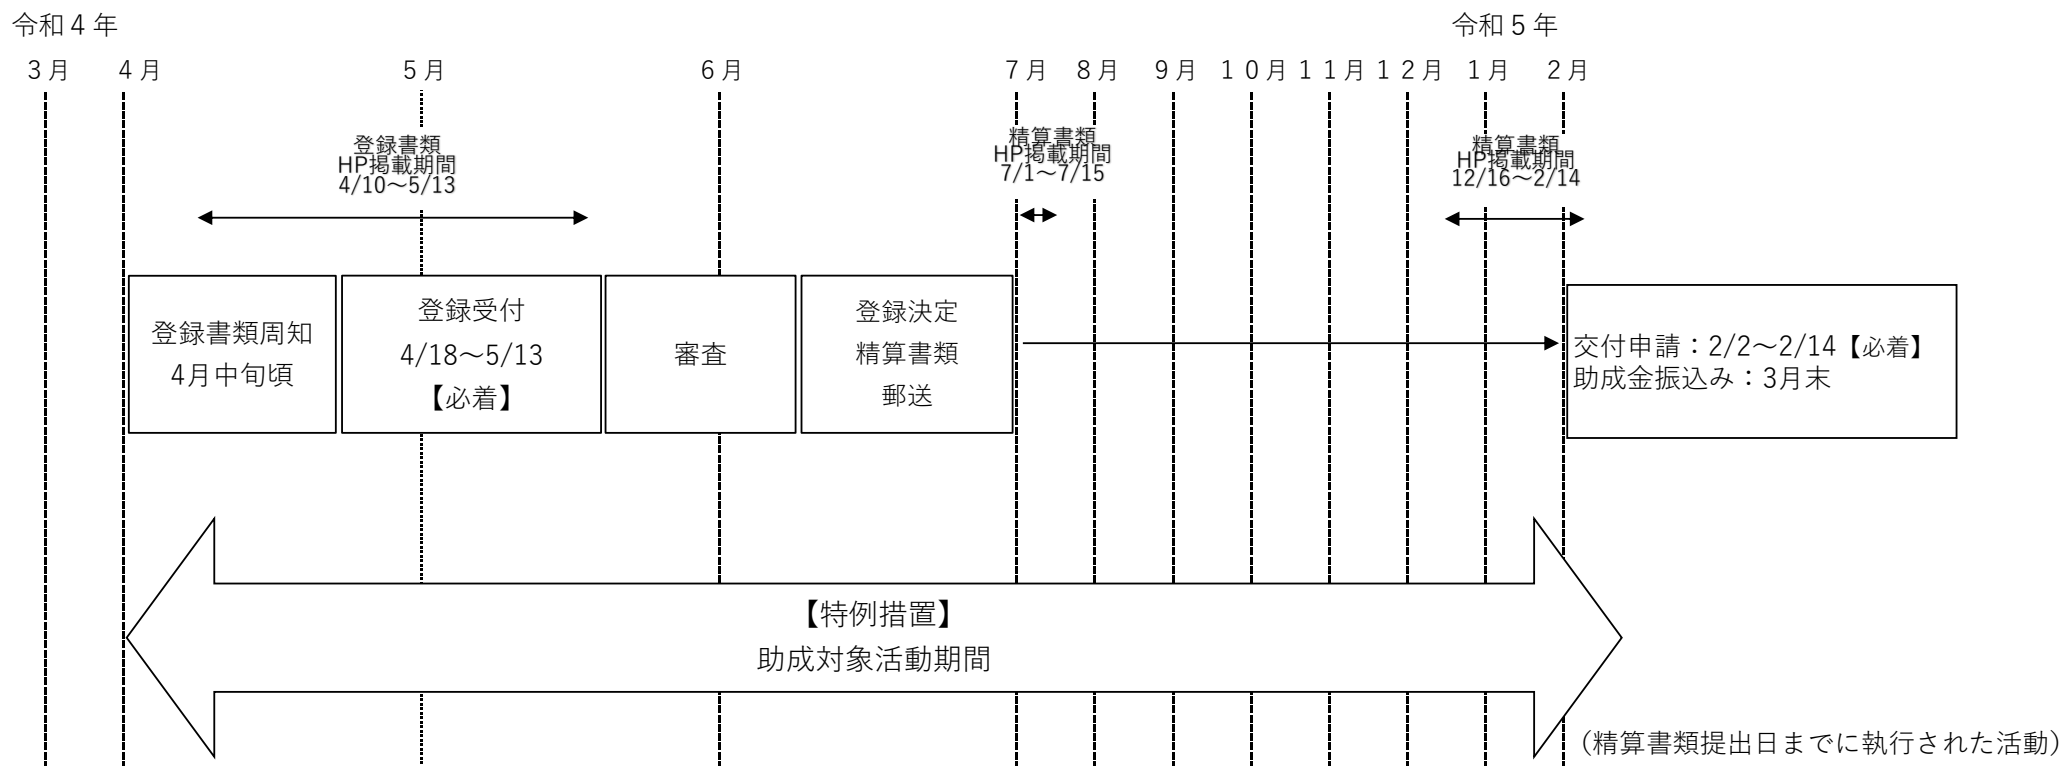 令和４年
令和５年
３月 ４月 ５月 ６月 ７月 ８月 ９月 １０月 １１月 １２月 １月 ２月
登録書類
HP掲載期間
4/10～5/13
精算書類
HP掲載期間
7/1～7/15
精算書類
HP掲載期間
12/16～2/14
登録書類周知
4月中旬頃
登録受付
4/18～5/13
【必着】
審査
登録決定
精算書類
郵送
交付申請：2/2～2/14【必着】
助成金振込み：3月末
【特例措置】
助成対象活動期間
（精算書類提出日までに執行された活動）